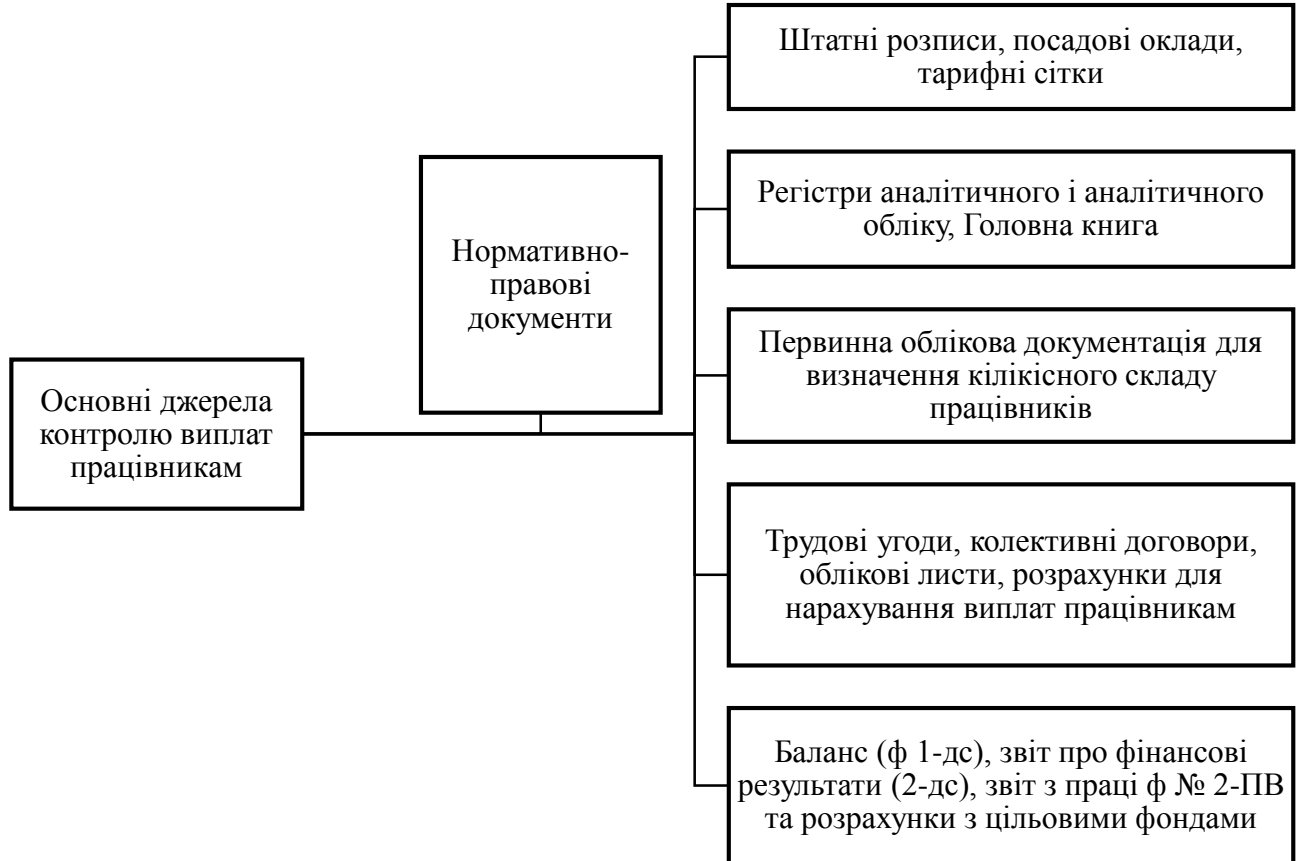 Основні джерела
контролю виплат
працівникам
Нормативно-
правові
документи
Штатні розписи, посадові оклади,
тарифні сітки
Регістри аналітичного і аналітичного
обліку, Головна книга
Первинна облікова документація для
визначення кілікісного складу
працівників
Трудові угоди, колективні договори,
облікові листи, розрахунки для
нарахування виплат працівникам
Баланс (ф 1-дс), звіт про фінансові
результати (2-дс), звіт з праці ф № 2-ПВ
та розрахунки з цільовими фондами